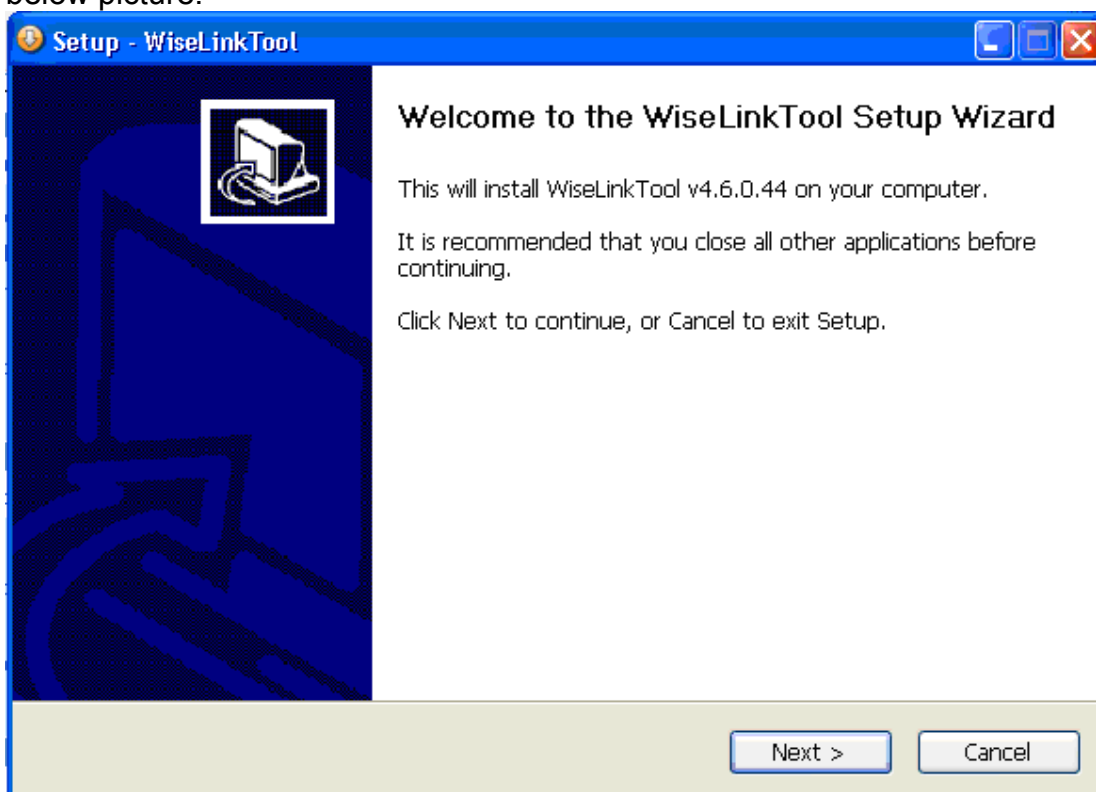 below picture.
Setup - WiseLinkTool
Welcome to the WiseLinkTool Setup Wizard
This will install WiseLinkTool v4.6.0.44 on your computer.
It is recommended that you close all other applications before
continuing.
Click Next to continue, or Cancel to exit Setup.
Next >
Cancel